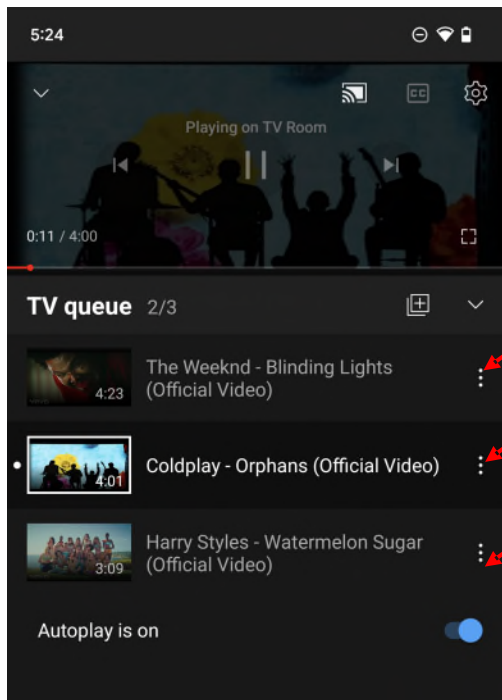 5:24
CC
Playing on TV Room
0:11 / 4:00
TV queue 2/3
The Weeknd - Blinding Lights
(Official Video)
4:23
Coldplay - Orphans (Official Video)
4:01
Harry Styles - Watermelon Sugar
(Official Video)
3:09
Autoplay is on